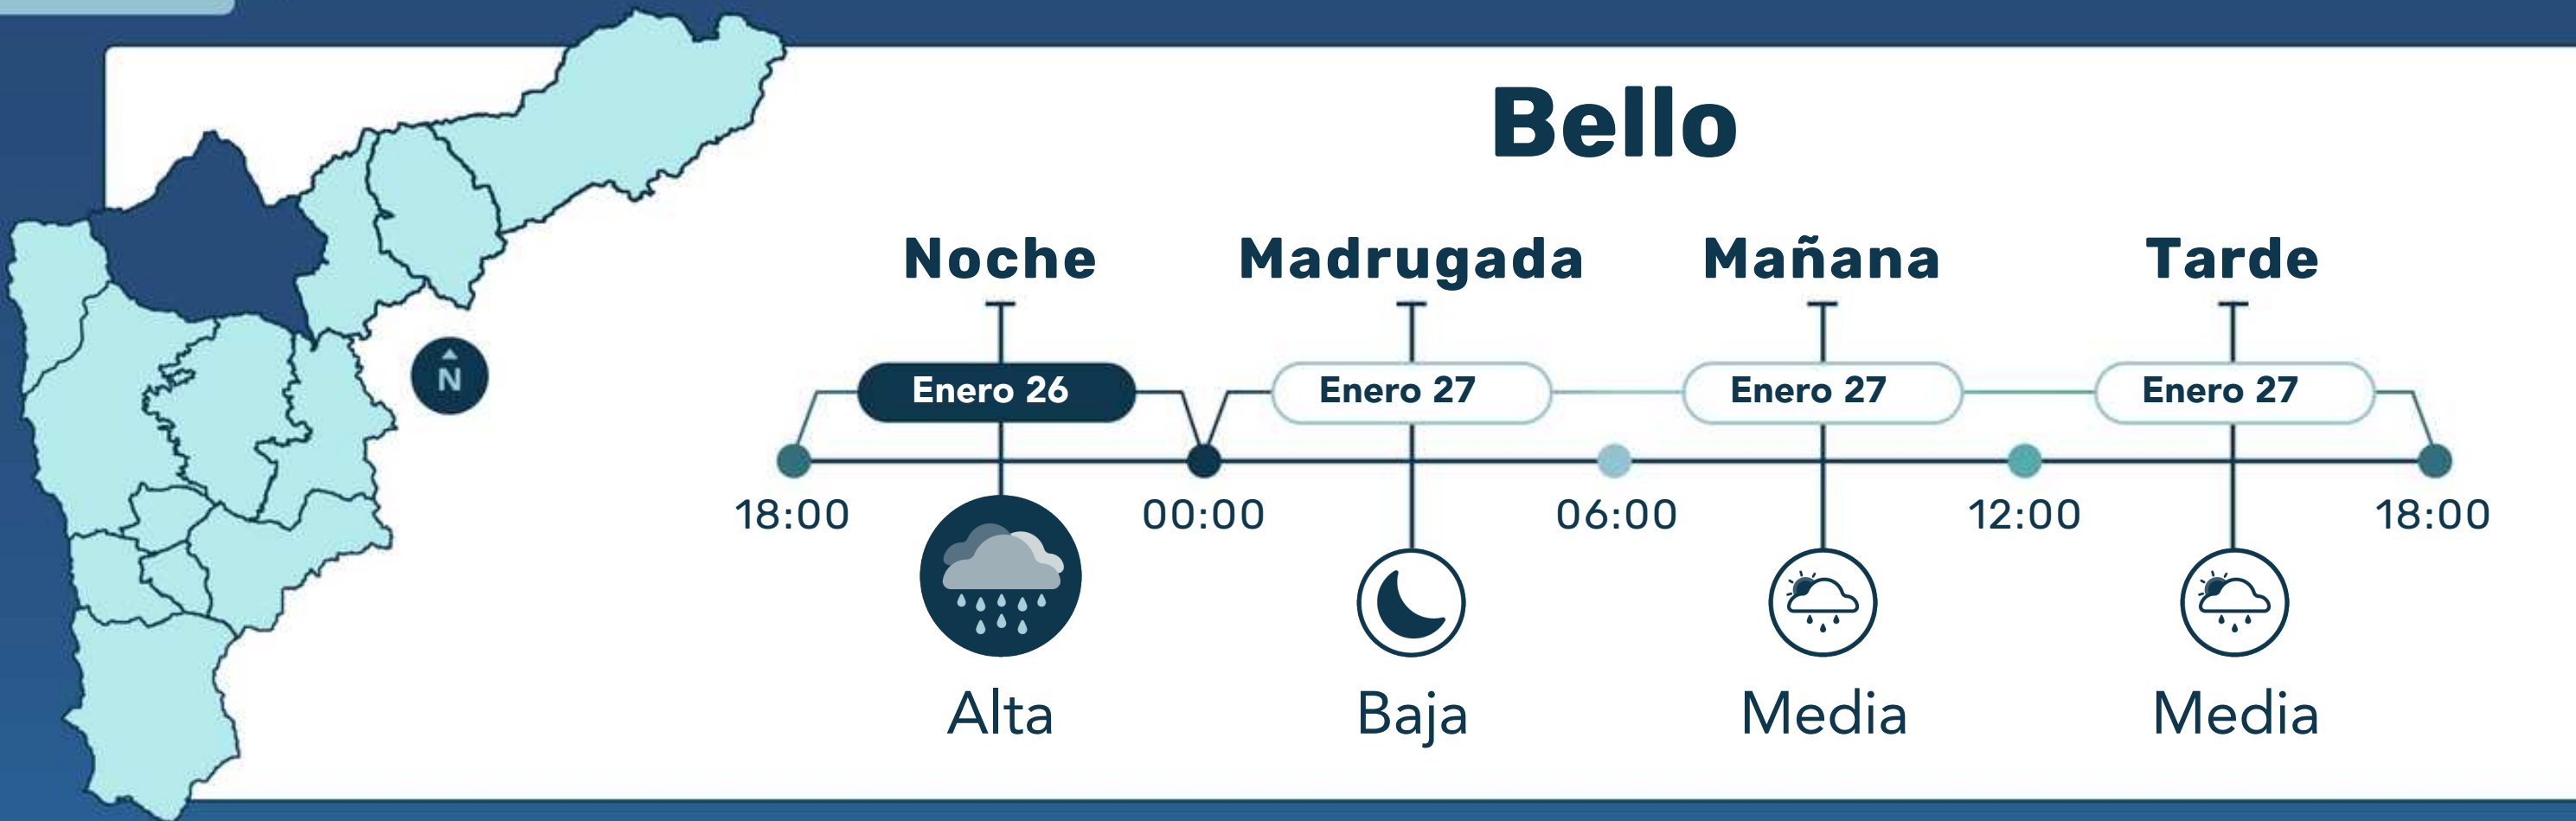 Bello
Noche Madrugada Mañana Tarde
Enero 26 Enero 27 Enero 27 Enero 27
N
18:00 00:00 06:00 12:00 18:00
Alta Baja Media Media